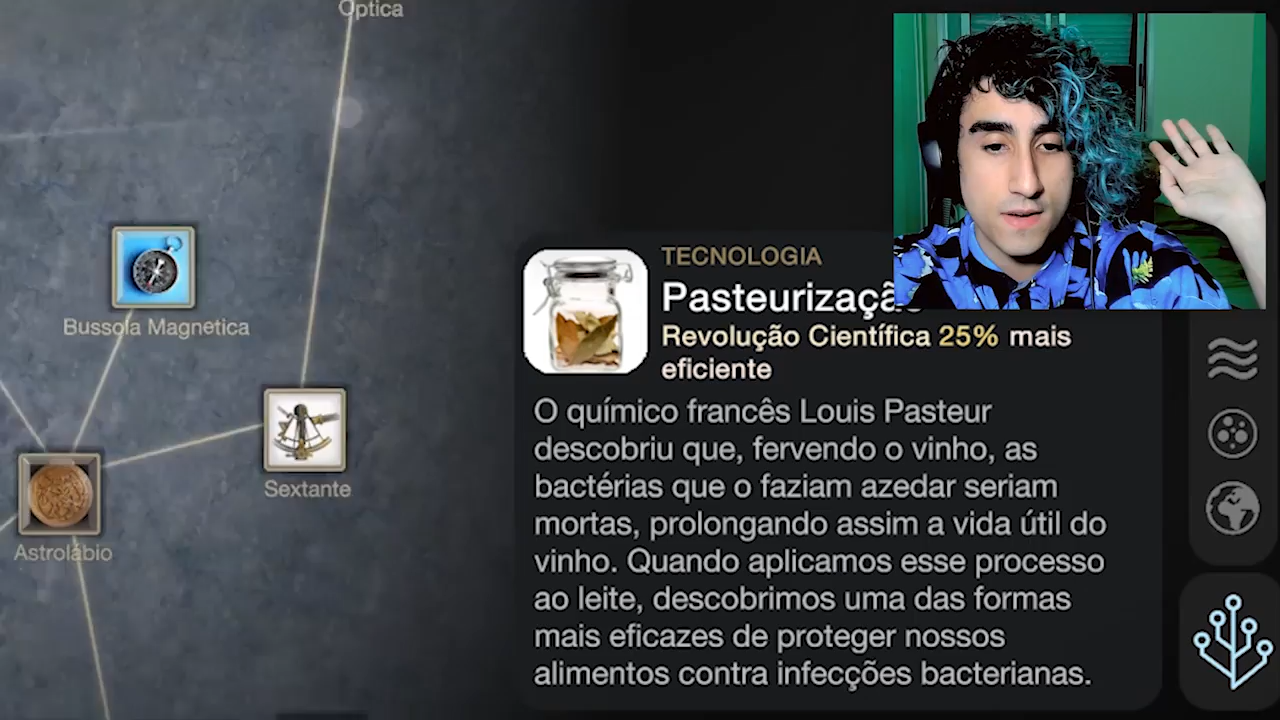 Óptica
Bussola Magnetica
Sextante
Astrolábio
TECNOLOGIA
Pasteurização
Revolução Científica 25% mais
eficiente
O químico francês Louis Pasteur
descobriu que, fervendo o vinho, as
bactérias que o faziam azedar seriam
mortas, prolongando assim a vida útil do
vinho. Quando aplicamos esse processo
ao leite, descobrimos uma das formas
mais eficazes de proteger nossos
alimentos contra infecções bacterianas.